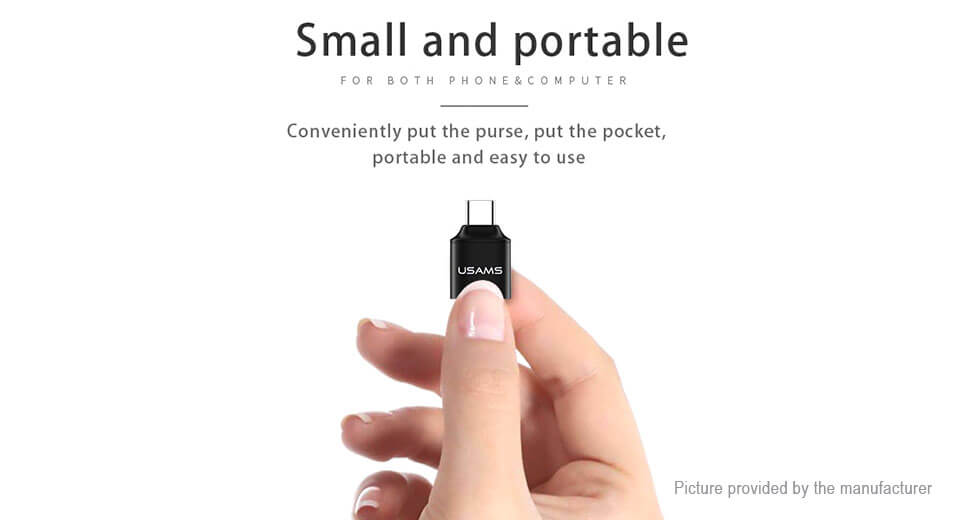 Small and portable
FOR BOTH PHONE&COMPUTER
Conveniently put the purse, put the pocket,
portable and easy to use
USAMS
Picture provided by the manufacturer